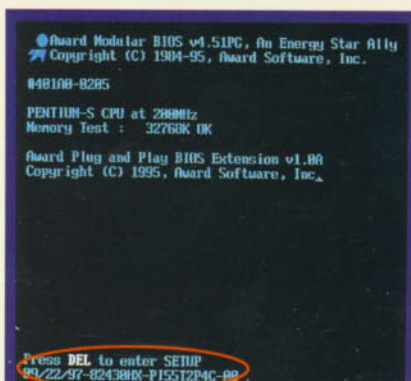 Award Modular BIOS v4.51PG, An Energy Star Ally
Copyright (C) 1984-95, Award Software, Inc.
#401A0-0205
PENTIUM-S CPU at 200MHz
Memory Test : 32768K OK
Award Plug and Play BIOS Extension v1.0A
Copyright (C) 1995, Award Software, Inc.
Press DEL to enter SETUP
09/22/97-82430HX-PI55T2P4C-00